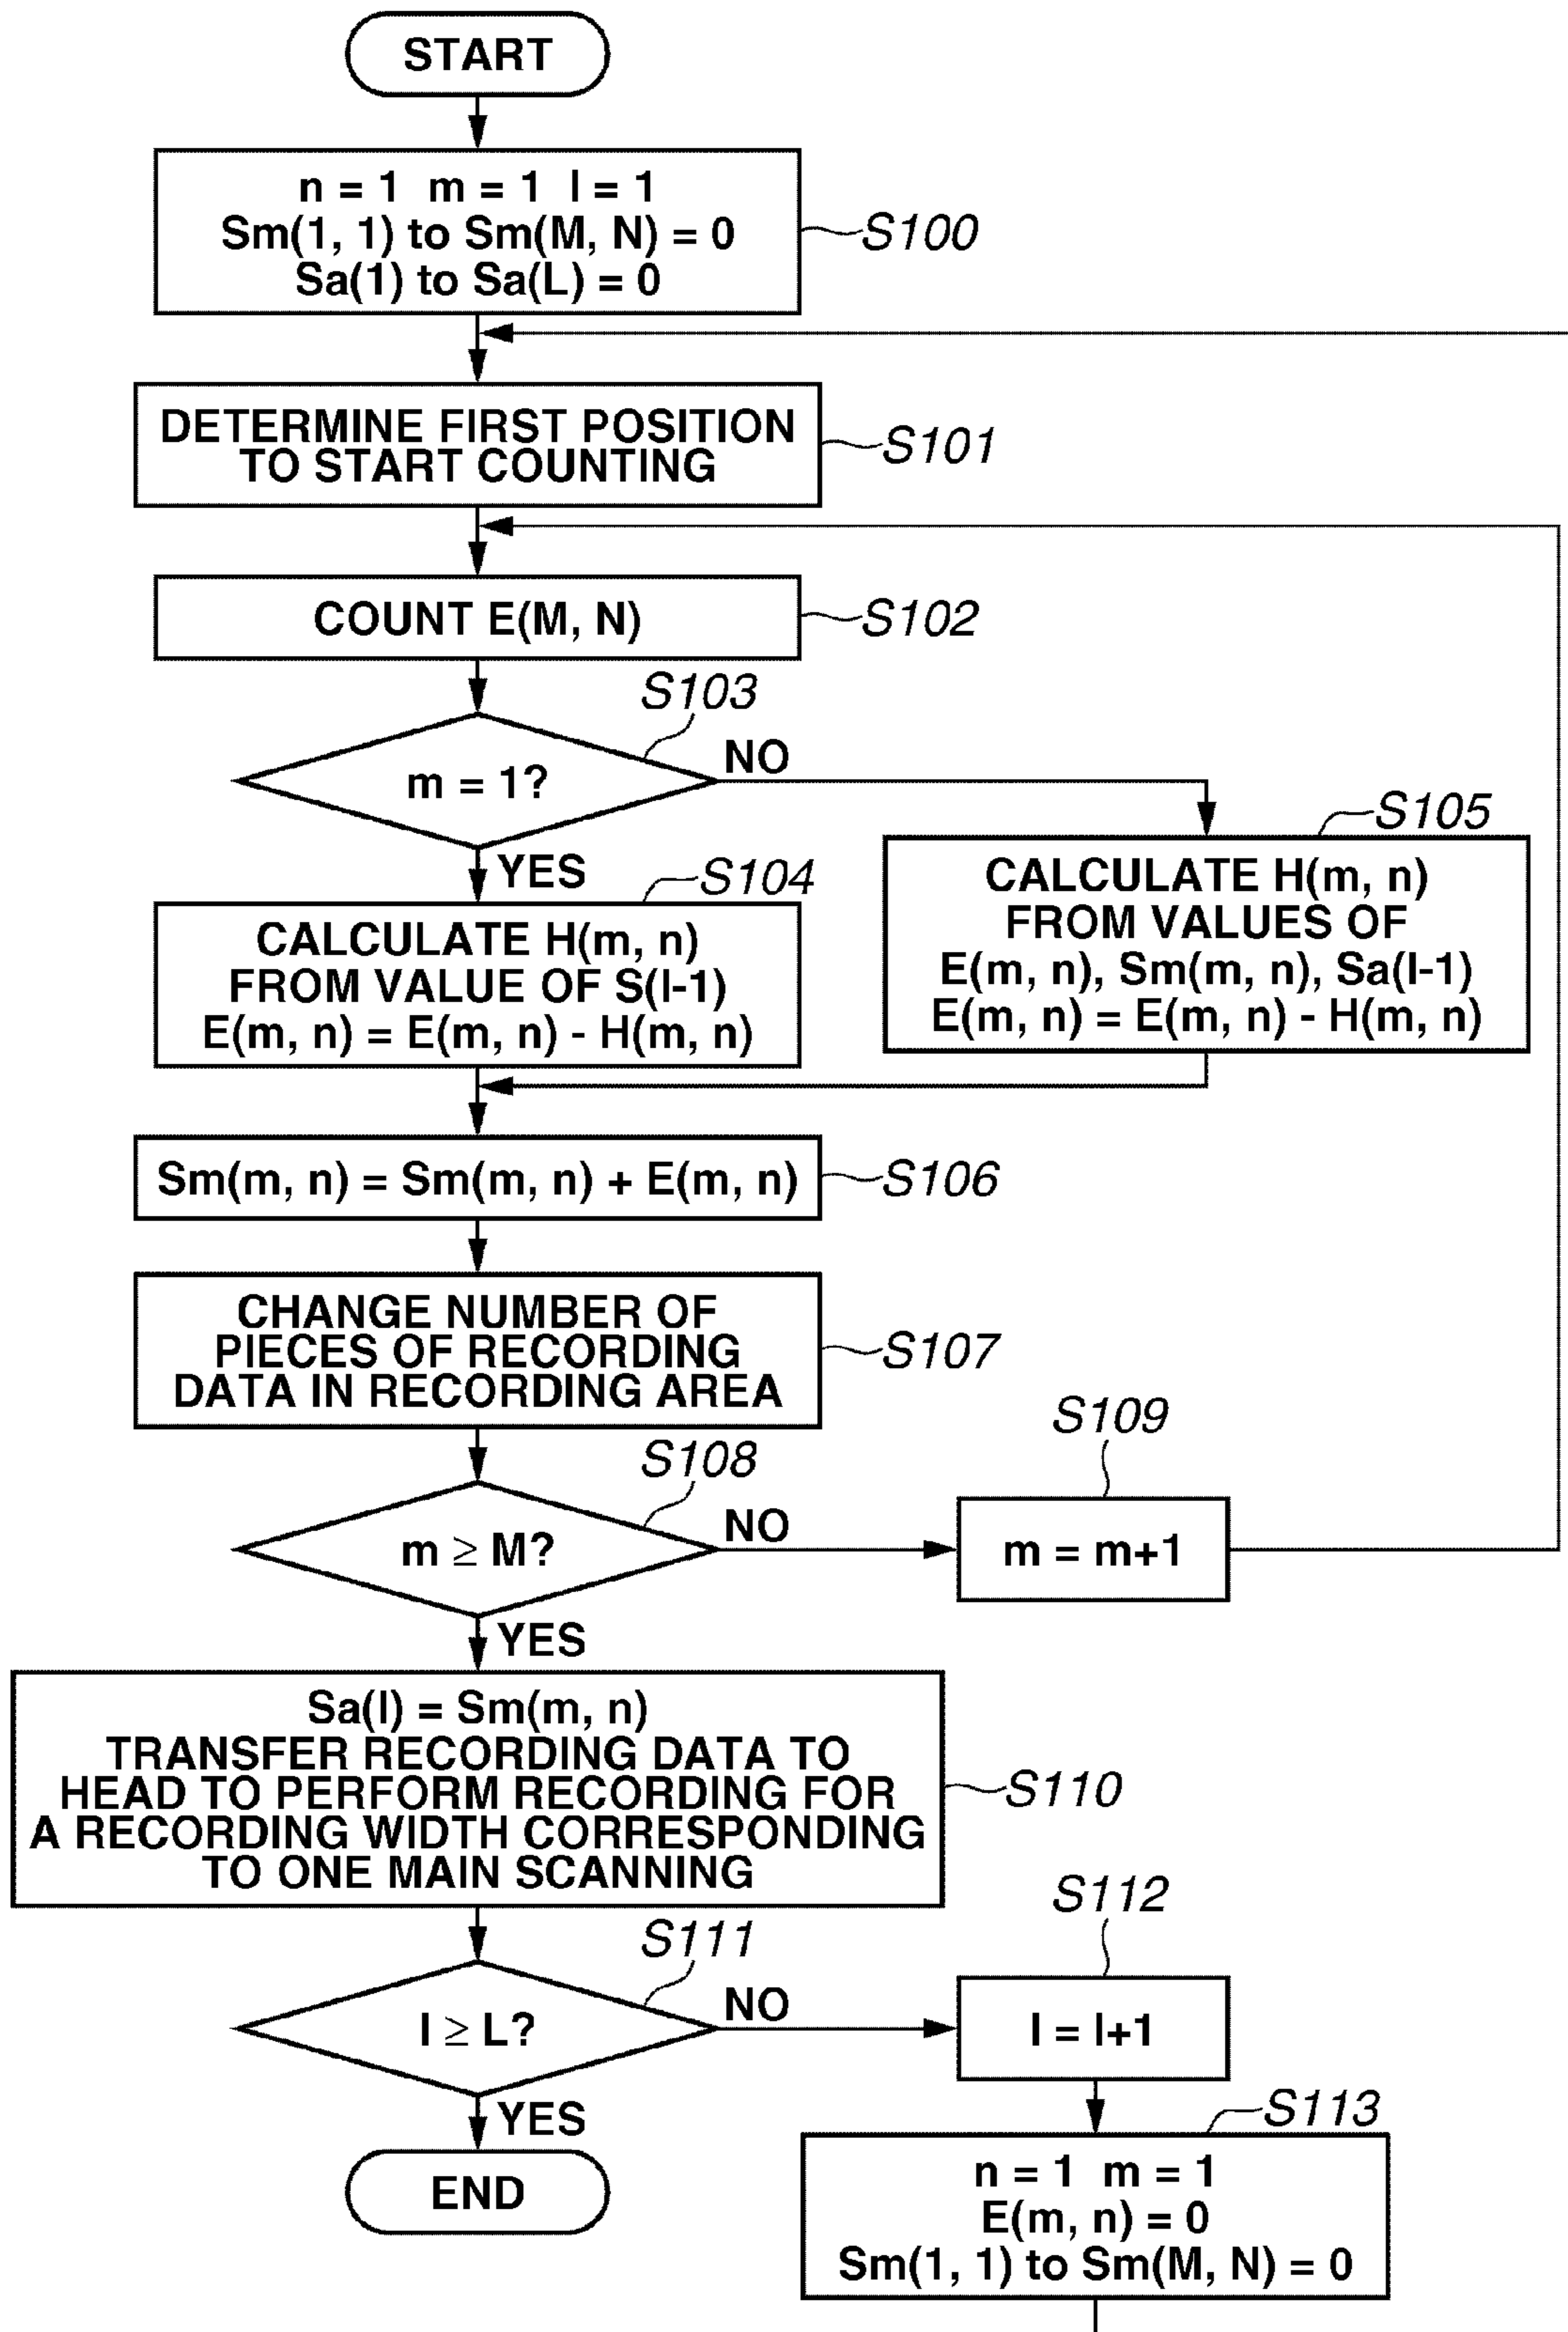 START
n = 1 m = 1 l = 1
Sm(1, 1) to Sm(M, N) = 0
Sa(1) to Sa(L) = 0
S100
DETERMINE FIRST POSITION
TO START COUNTING
S101
COUNT E(M, N)
S102
S103
m = 1?
NO
YES
S104
CALCULATE H(m, n)
FROM VALUE OF S(l-1)
E(m, n) = E(m, n) - H(m, n)
S105
CALCULATE H(m, n)
FROM VALUES OF
E(m, n), Sm(m, n), Sa(l-1)
E(m, n) = E(m, n) - H(m, n)
Sm(m, n) = Sm(m, n) + E(m, n)
S106
CHANGE NUMBER OF
PIECES OF RECORDING
DATA IN RECORDING AREA
S107
S108
m ≥ M?
NO
S109
m = m+1
YES
Sa(l) = Sm(m, n)
TRANSFER RECORDING DATA TO
HEAD TO PERFORM RECORDING FOR
A RECORDING WIDTH CORRESPONDING
TO ONE MAIN SCANNING
S110
S111
l ≥ L?
NO
S112
l = l+1
YES
END
S113
n = 1 m = 1
E(m, n) = 0
Sm(1, 1) to Sm(M, N) = 0